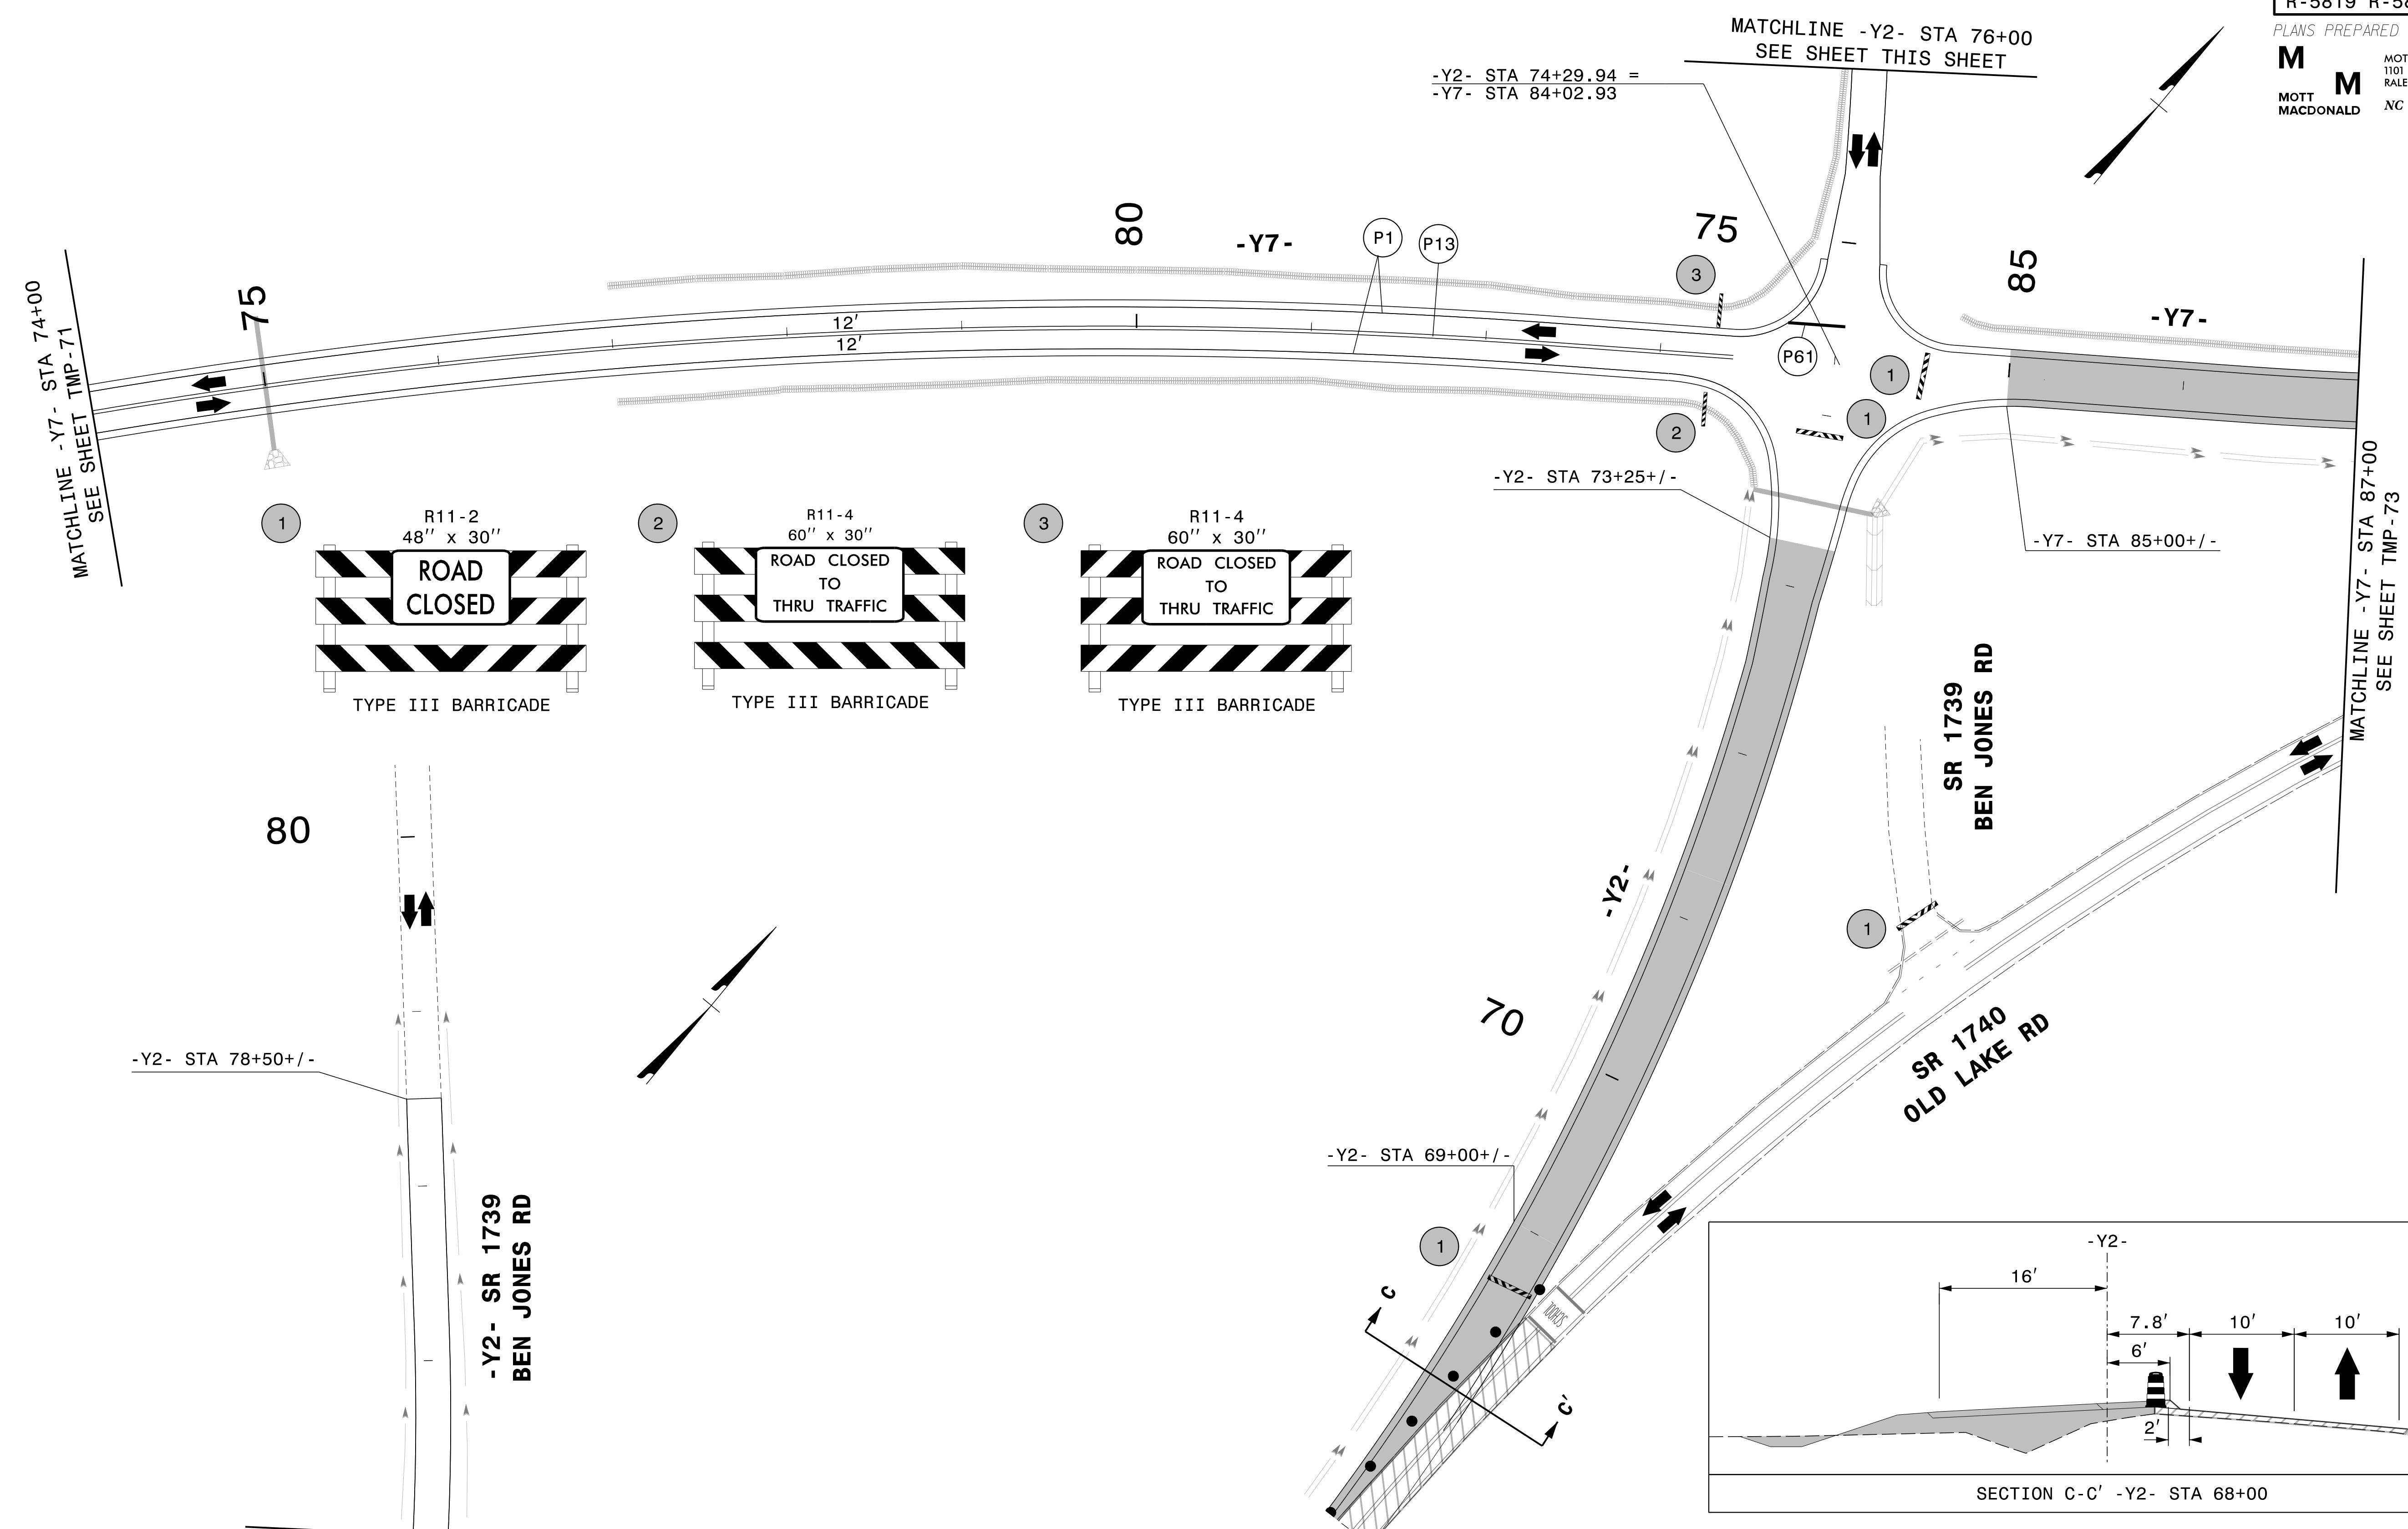 R-5819 R-58
PLANS PREPARED
M
M
MOTT
MACDONALD
MOT
1101
RALE
NC
MATCHLINE -Y2- STA 76+00
SEE SHEET THIS SHEET
-Y2- STA 74+29.94 =
-Y7- STA 84+02.93
MATCHLINE -Y7- STA 74+00
SEE SHEET TMP-71
75
80
-Y7-
P1
P13
75
3
85
-Y7-
12'
12'
P61
1
1
2
-Y2- STA 73+25+/-
-Y7- STA 85+00+/-
MATCHLINE -Y7- STA 87+00
SEE SHEET TMP-73
1
R11-2
48'' x 30''
ROAD
CLOSED
TYPE III BARRICADE
2
R11-4
60'' x 30''
ROAD CLOSED
TO
THRU TRAFFIC
TYPE III BARRICADE
3
R11-4
60'' x 30''
ROAD CLOSED
TO
THRU TRAFFIC
TYPE III BARRICADE
SR 1739
BEN JONES RD
80
-Y2-
1
70
SR 1740
OLD LAKE RD
-Y2- STA 78+50+/-
-Y2- SR 1739
BEN JONES RD
-Y2- STA 69+00+/-
1
SCHOOL
C
C'
-Y2-
16'
7.8'
10'
10'
6'
2'
SECTION C-C' -Y2- STA 68+00